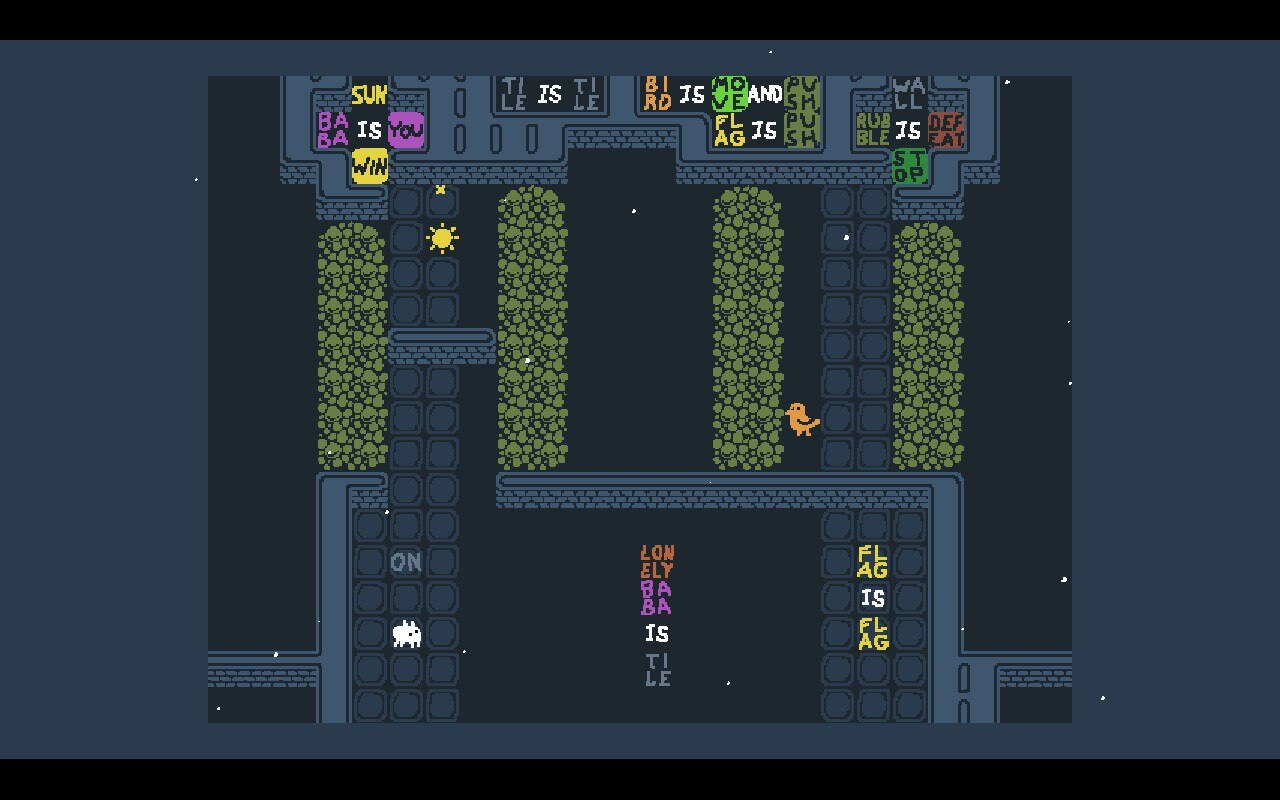 SUN
TILE IS TILE
BIRD IS MOVE AND PUSH
WALL
BABA IS YOU
FLAG IS PUSH
RUBBLE IS DEFEAT
WIN
STOP
ON
LONELY
BABA
IS
TILE
FLAG
IS
FLAG